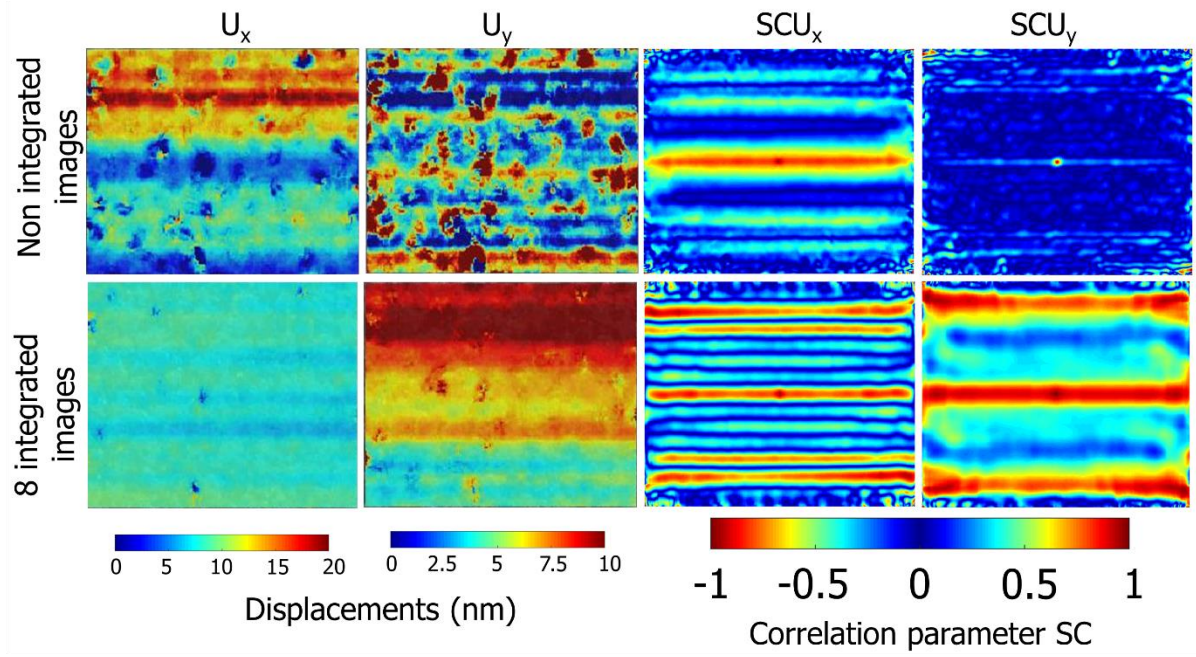 Ux
Uy
SCUx
SCUy
Non integrated
images
8 integrated
images
0 5 10 15 20
0 2.5 5 7.5 10
Displacements (nm)
-1 -0.5 0 0.5 1
Correlation parameter SC